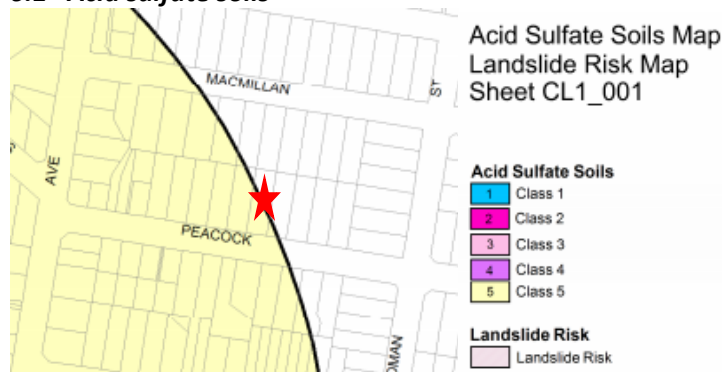 Acid Sulfate Soils Map
Landslide Risk Map
Sheet CL1_001
MACMILLAN
ST
AVE
PEACOCK
Acid Sulfate Soils
1 Class 1
2 Class 2
3 Class 3
4 Class 4
5 Class 5
Landslide Risk
Landslide Risk